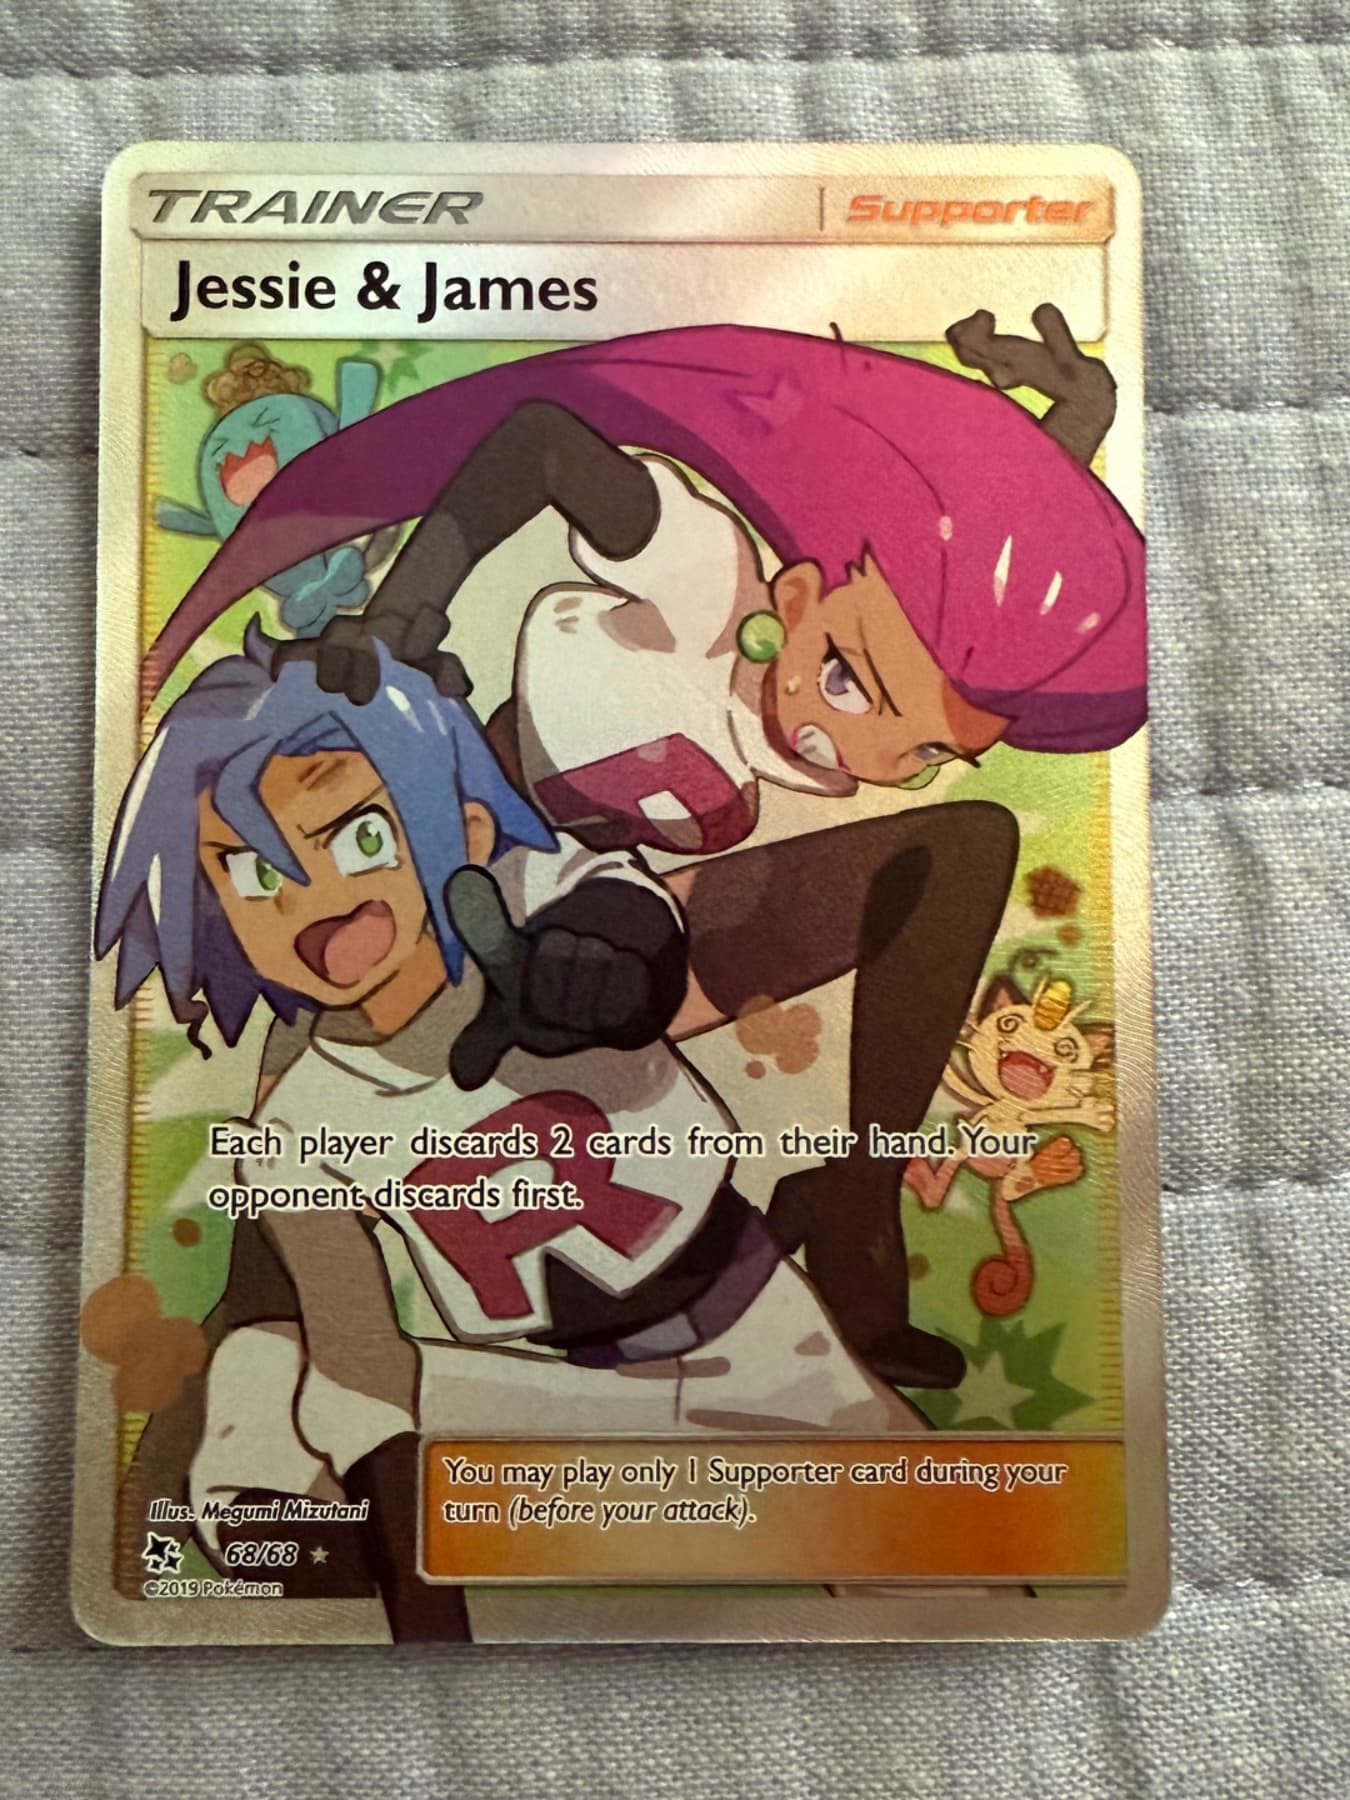 TRAINER | Supporter
Jessie & James
R
Each player discards 2 cards from their hand. Your
opponent discards first.
R
You may play only 1 Supporter card during your
turn (before your attack).
Illus. Megumi Mizutani
68/68
©2019 Pokémon